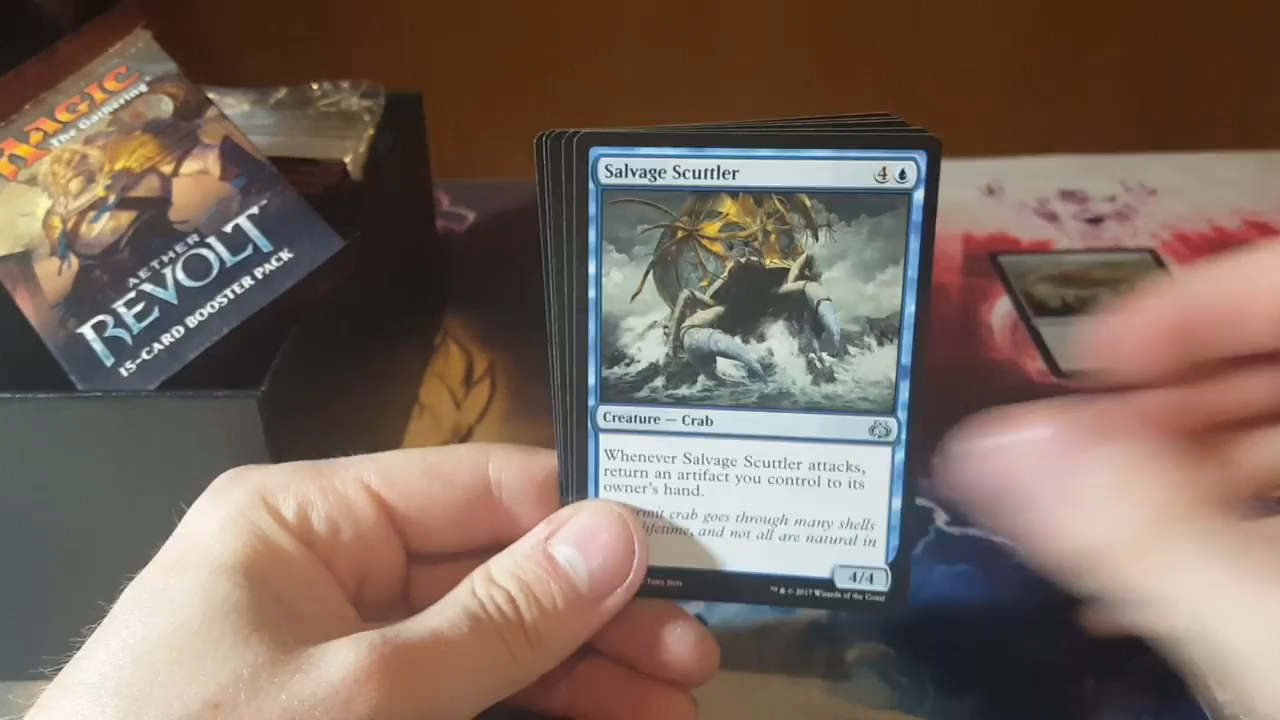 MAGIC
The Gathering
AETHER
REVOLT™
15-CARD BOOSTER PACK
Salvage Scuttler 4
Creature — Crab
Whenever Salvage Scuttler attacks,
return an artifact you control to its
owner's hand.
crab goes through many shells
lifetime, and not all are natural in
4/4
™ & © 2017 Wizards of the Coast